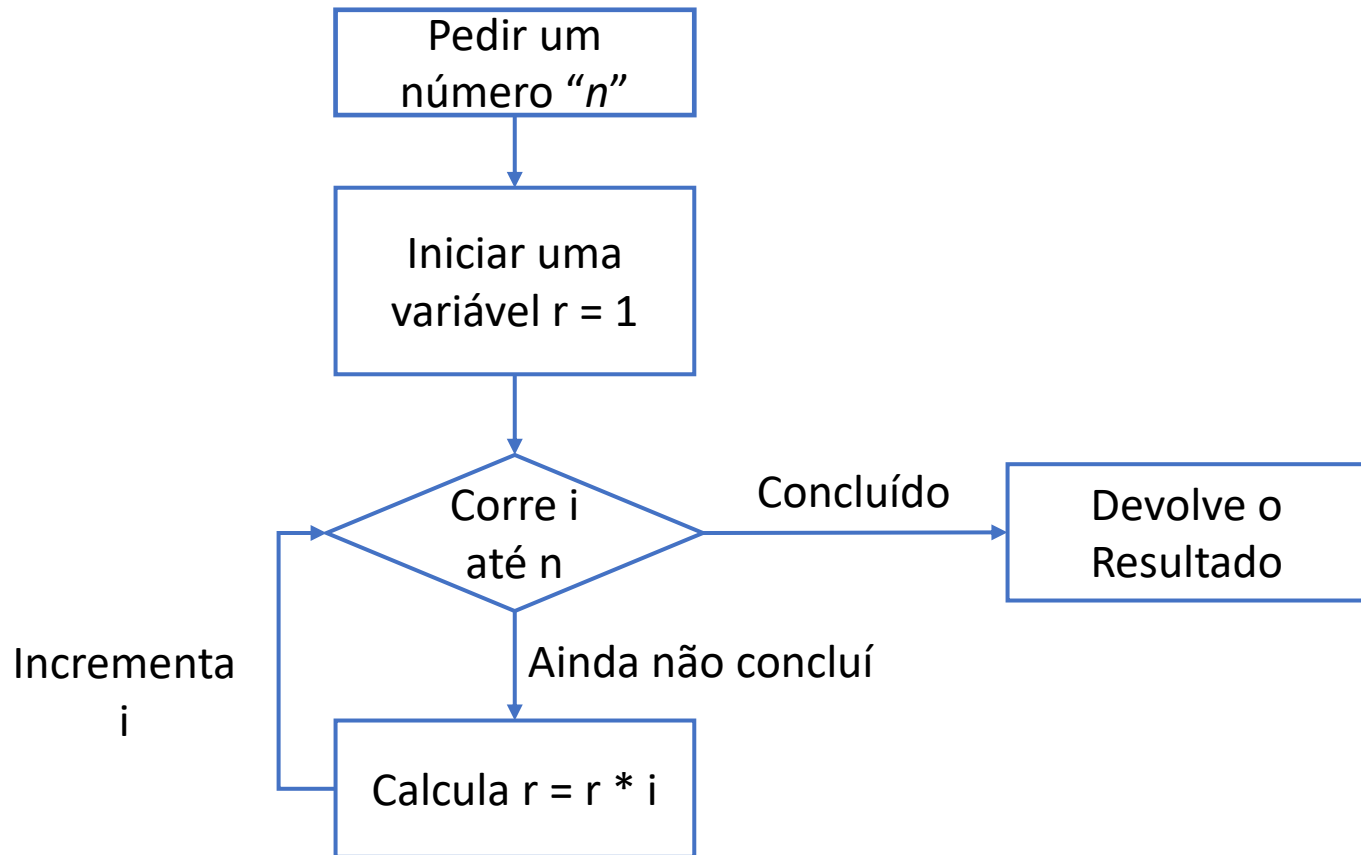 Pedir um
número “n”
Iniciar uma
variável r = 1
Corre i
até n
Concluído
Devolve o
Resultado
Ainda não concluí
Incrementa
i
Calcula r = r * i